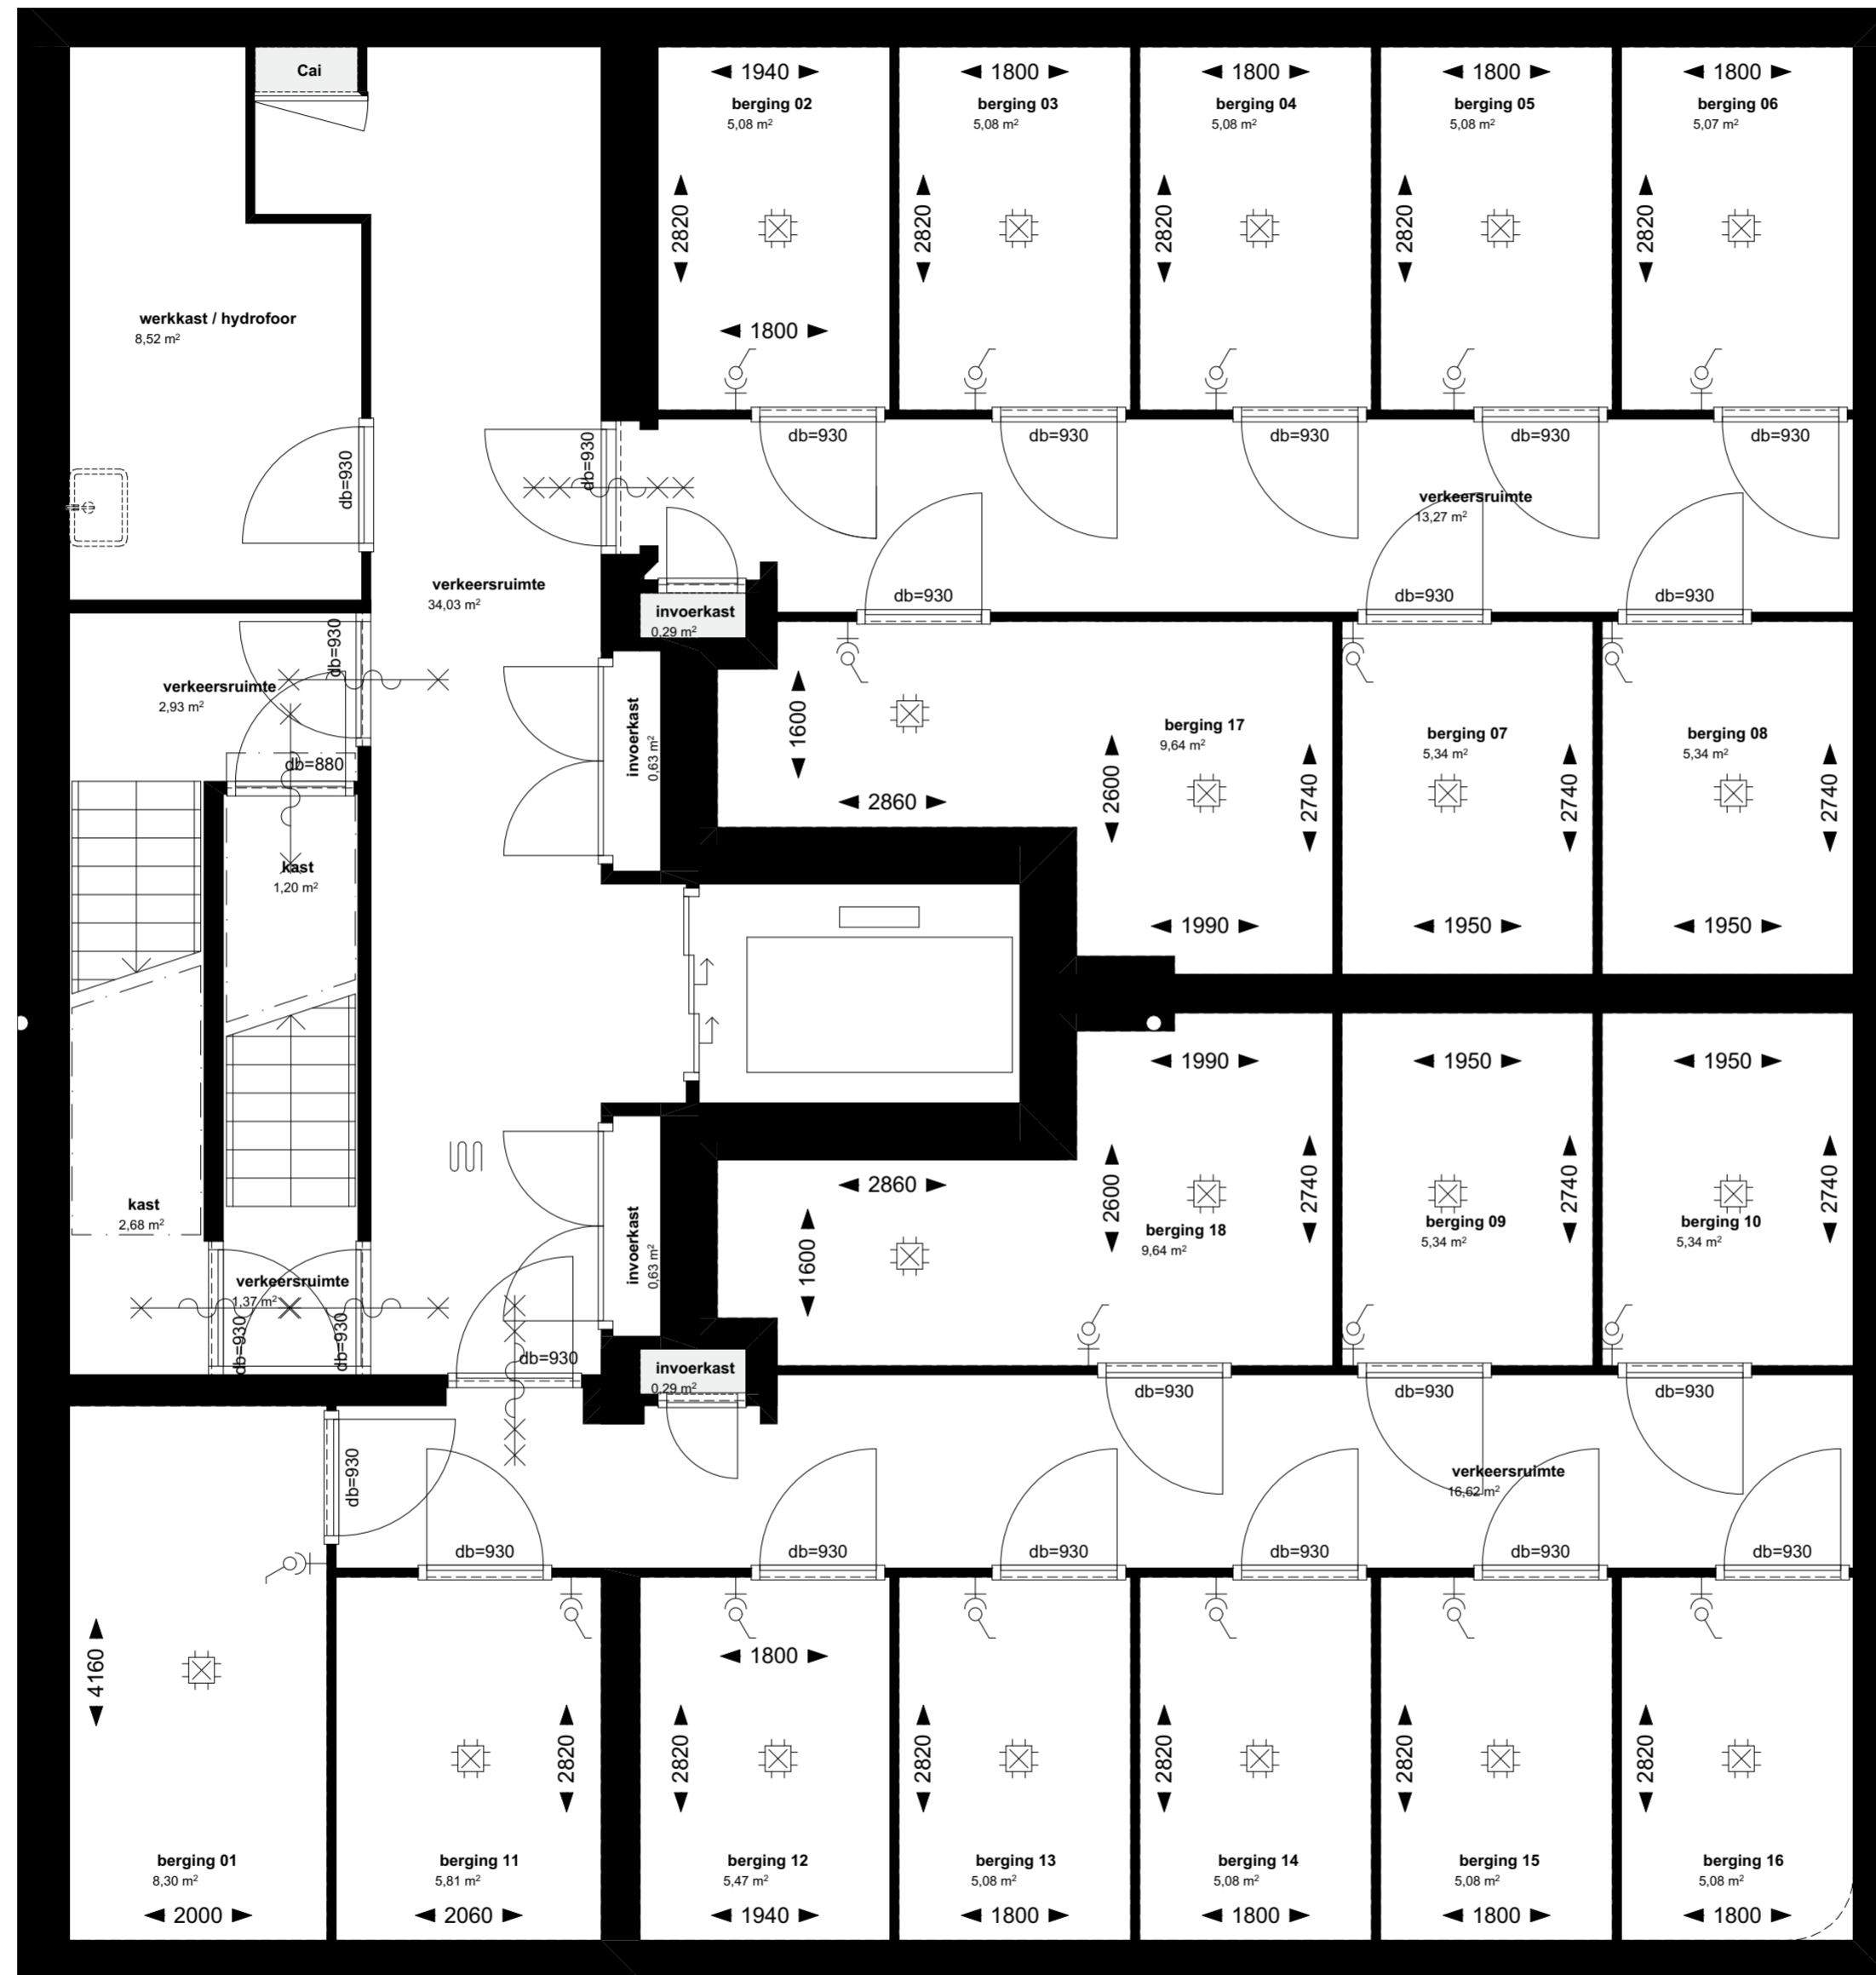 Cai
1940
1800
1800
1800
1800
berging 02
5,08 m²
berging 03
5,08 m²
berging 04
5,08 m²
berging 05
5,08 m²
berging 06
5,07 m²
2820
2820
2820
2820
2820
werkkast / hydrofoor
8,52 m²
1800
db=930
db=930
db=930
db=930
db=930
db=930
db=930
verkeersruimte
13,27 m²
verkeersruimte
34,03 m²
db=930
db=930
db=930
invoerkast
0,29 m²
db=930
verkeersruimte
2,93 m²
db=880
invoerkast
0,63 m²
1600
2860
berging 17
9,64 m²
2600
2740
berging 07
5,34 m²
2740
berging 08
5,34 m²
2740
kast
1,20 m²
1990
1950
1950
1990
1950
1950
kast
2,68 m²
invoerkast
0,63 m²
2860
1600
2600
berging 18
9,64 m²
2740
berging 09
5,34 m²
2740
berging 10
5,34 m²
2740
verkeersruimte
1,37 m²
db=930
db=930
db=930
invoerkast
0,29 m²
db=930
db=930
db=930
db=930
verkeersruimte
16,62 m²
db=930
db=930
db=930
db=930
db=930
db=930
4160
1800
2820
2820
2820
2820
2820
2820
berging 01
8,30 m²
berging 11
5,81 m²
berging 12
5,47 m²
berging 13
5,08 m²
berging 14
5,08 m²
berging 15
5,08 m²
berging 16
5,08 m²
2000
2060
1940
1800
1800
1800
1800